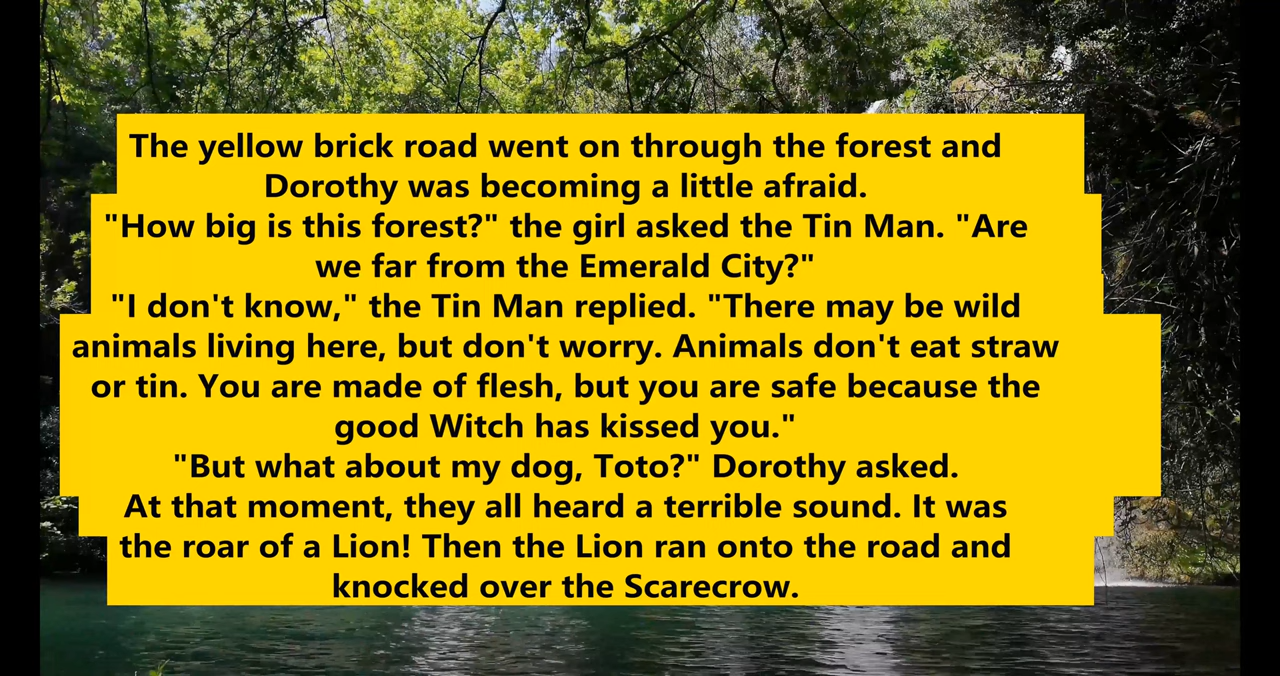 The yellow brick road went on through the forest and
Dorothy was becoming a little afraid.
"How big is this forest?" the girl asked the Tin Man. "Are
we far from the Emerald City?"
"I don't know," the Tin Man replied. "There may be wild
animals living here, but don't worry. Animals don't eat straw
or tin. You are made of flesh, but you are safe because the
good Witch has kissed you."
"But what about my dog, Toto?" Dorothy asked.
At that moment, they all heard a terrible sound. It was
the roar of a Lion! Then the Lion ran onto the road and
knocked over the Scarecrow.